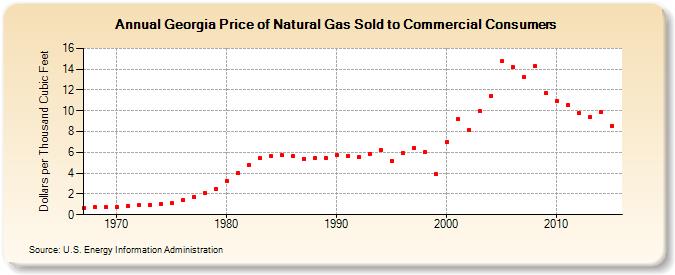 Annual Georgia Price of Natural Gas Sold to Commercial Consumers
Dollars per Thousand Cubic Feet
16
14
12
10
8
6
4
2
0
1970 1980 1990 2000 2010
Source: U.S. Energy Information Administration